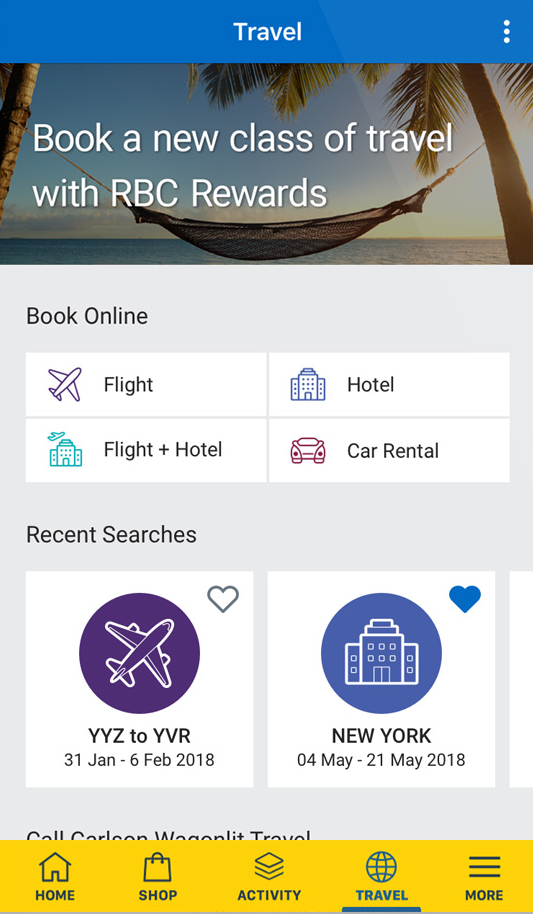 Travel
Book a new class of travel
with RBC Rewards
Book Online
Flight
Hotel
Flight + Hotel
Car Rental
Recent Searches
YYZ to YVR
31 Jan - 6 Feb 2018
NEW YORK
04 May - 21 May 2018
Call Carlson Wagonlit Travel
HOME
SHOP
ACTIVITY
TRAVEL
MORE